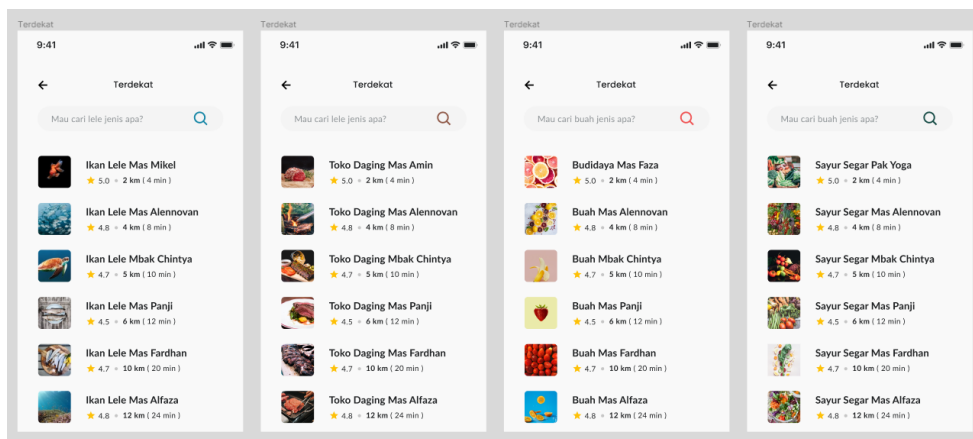 Terdekat
9:41
Terdekat
Mau cari lele jenis apa?
Ikan Lele Mas Mikel
5.0 2 km ( 4 min )
Ikan Lele Mas Alennovan
4.8 4 km ( 8 min )
Ikan Lele Mbak Chintya
4.7 5 km ( 10 min )
Ikan Lele Mas Panji
4.5 6 km ( 12 min )
Ikan Lele Mas Fardhan
4.7 10 km ( 20 min )
Ikan Lele Mas Alfaza
4.8 12 km ( 24 min )
Terdekat
9:41
Terdekat
Mau cari lele jenis apa?
Toko Daging Mas Amin
5.0 2 km ( 4 min )
Toko Daging Mas Alennovan
4.8 4 km ( 8 min )
Toko Daging Mbak Chintya
4.7 5 km ( 10 min )
Toko Daging Mas Panji
4.5 6 km ( 12 min )
Toko Daging Mas Fardhan
4.7 10 km ( 20 min )
Toko Daging Mas Alfaza
4.8 12 km ( 24 min )
Terdekat
9:41
Terdekat
Mau cari buah jenis apa?
Budidaya Mas Faza
5.0 2 km ( 4 min )
Buah Mas Alennovan
4.8 4 km ( 8 min )
Buah Mbak Chintya
4.7 5 km ( 10 min )
Buah Mas Panji
4.5 6 km ( 12 min )
Buah Mas Fardhan
4.7 10 km ( 20 min )
Buah Mas Alfaza
4.8 12 km ( 24 min )
Terdekat
9:41
Terdekat
Mau cari buah jenis apa?
Sayur Segar Pak Yoga
5.0 2 km ( 4 min )
Sayur Segar Mas Alennovan
4.8 4 km ( 8 min )
Sayur Segar Mbak Chintya
4.7 5 km ( 10 min )
Sayur Segar Mas Panji
4.5 6 km ( 12 min )
Sayur Segar Mas Fardhan
4.7 10 km ( 20 min )
Sayur Segar Mas Alfaza
4.8 12 km ( 24 min )